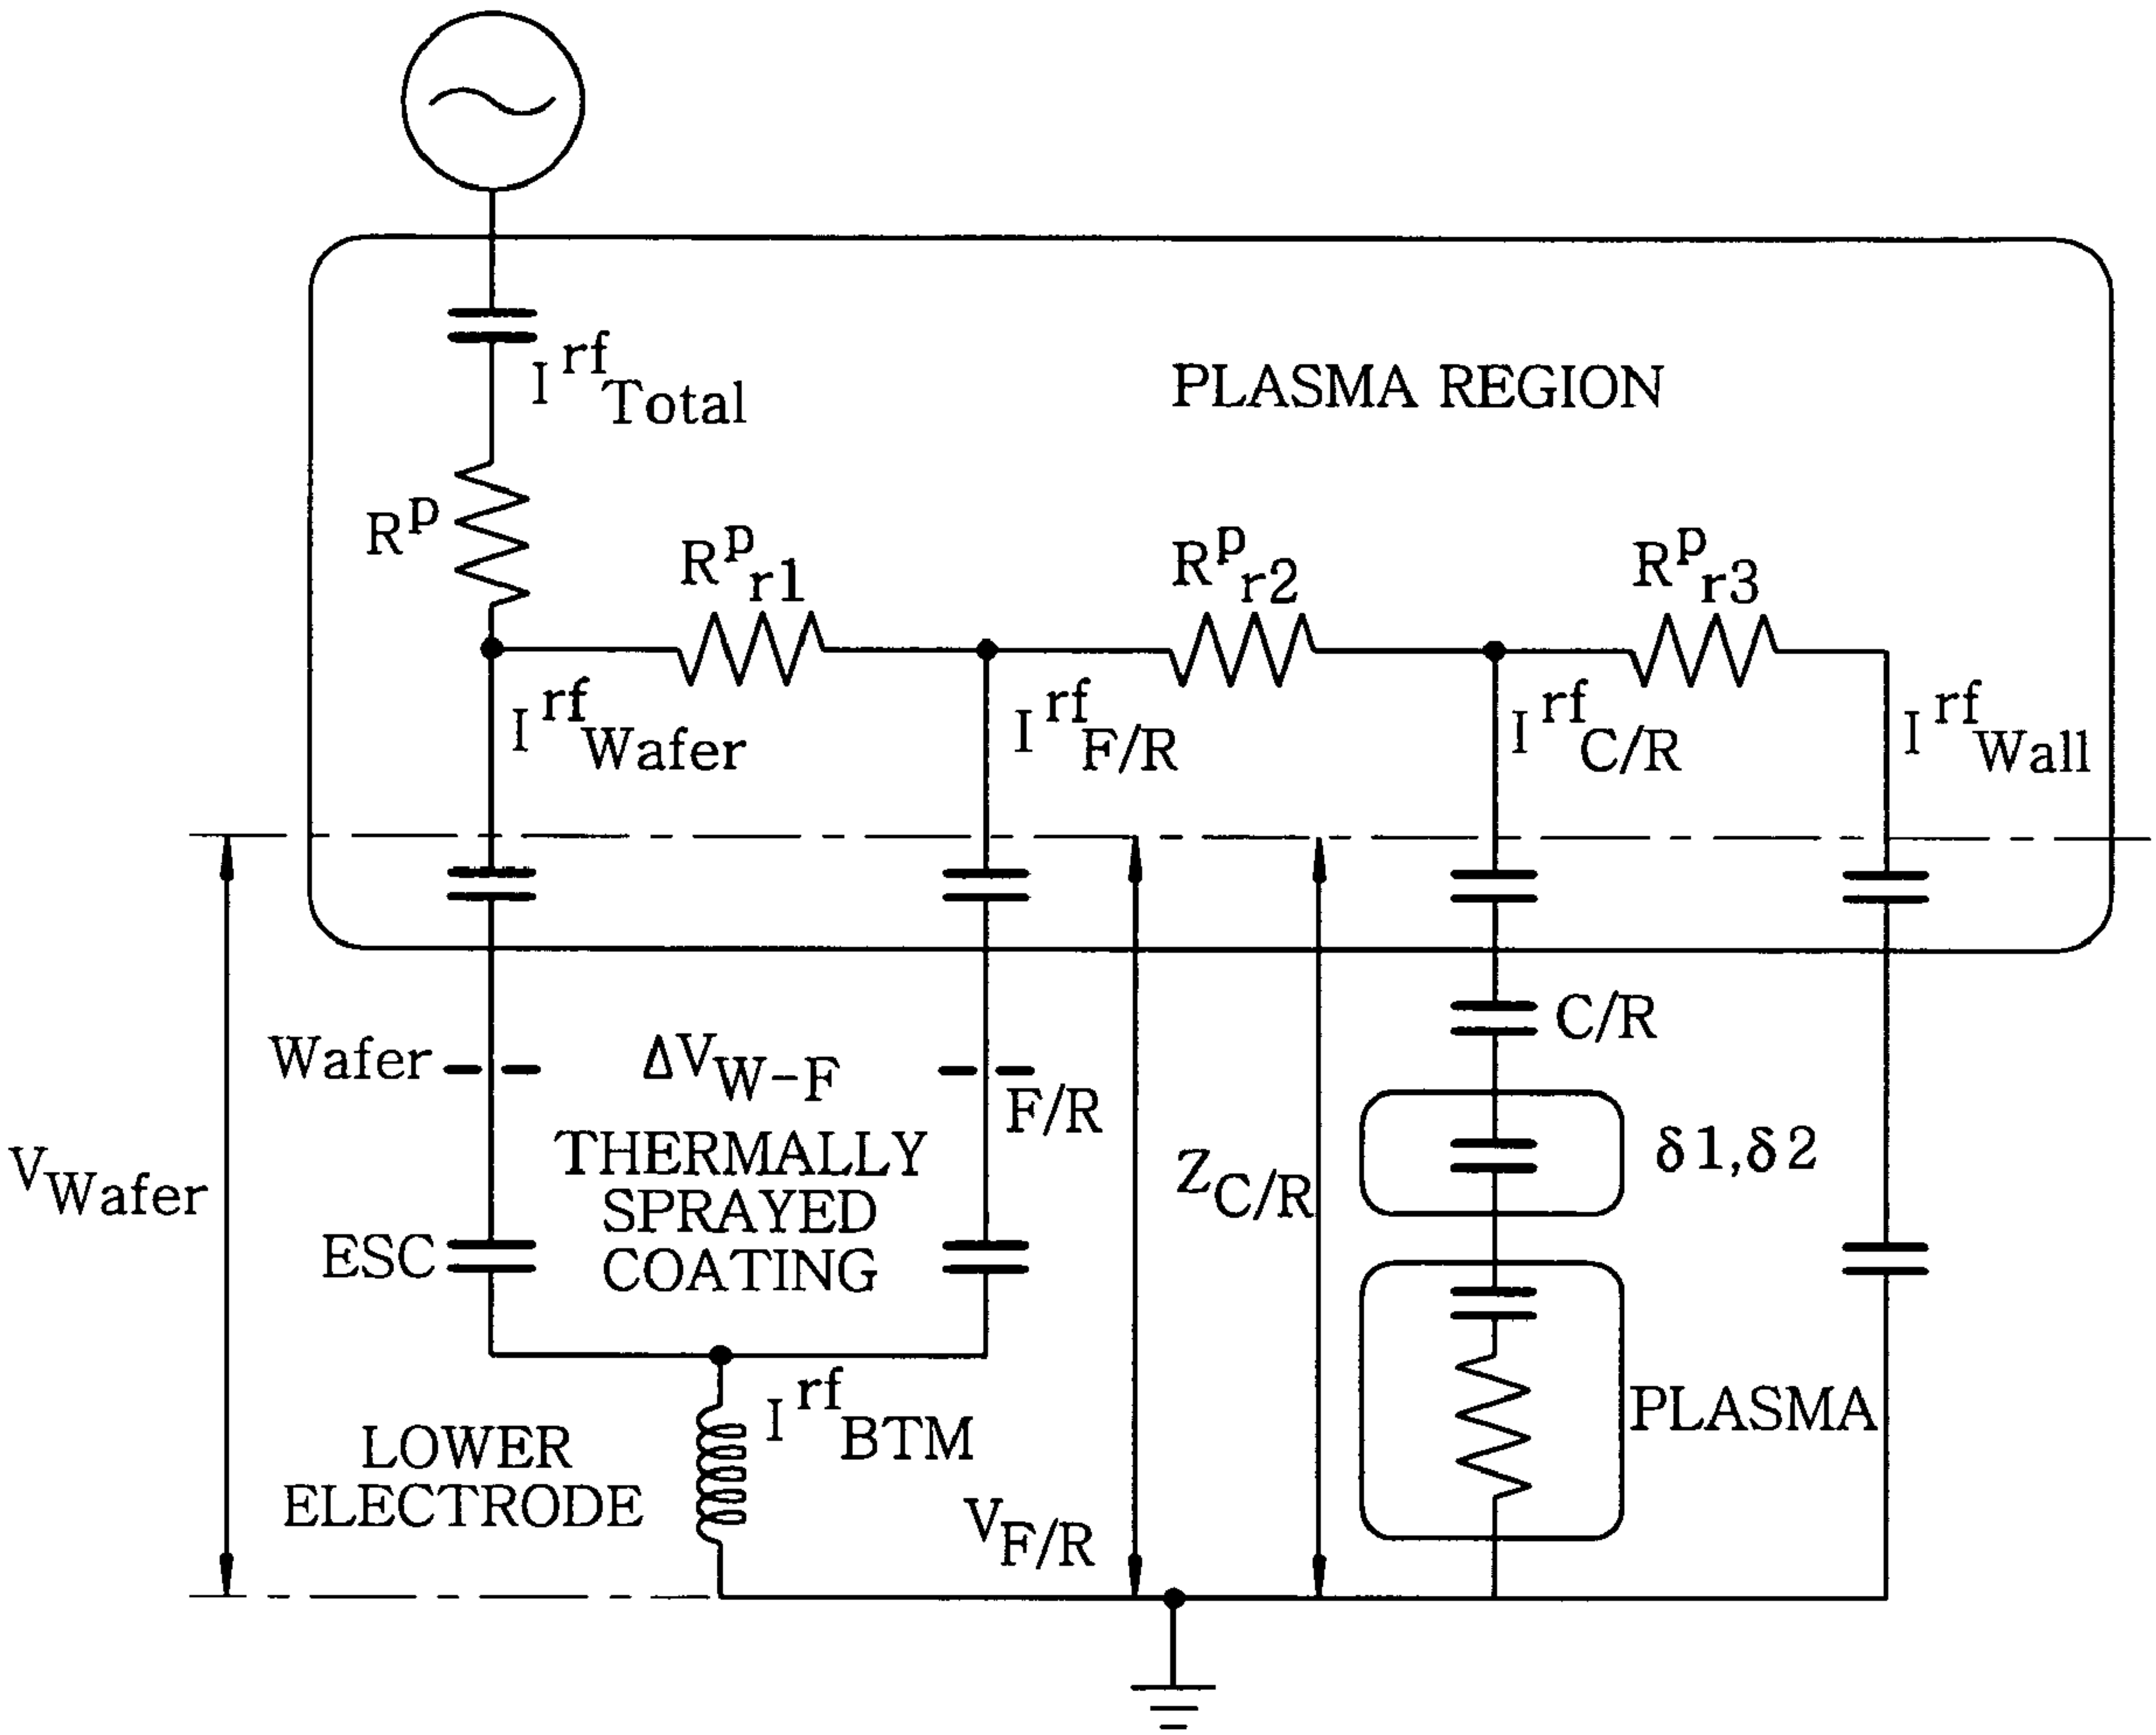 I rf Total
PLASMA REGION
R p
R p r1
R p r2
R p r3
I rf Wafer
I rf F/R
I rf C/R
I rf Wall
C/R
Wafer
ΔV W-F
F/R
THERMALLY
SPRAYED
COATING
δ1,δ2
V Wafer
Z C/R
ESC
I rf BTM
PLASMA
LOWER
ELECTRODE
V F/R